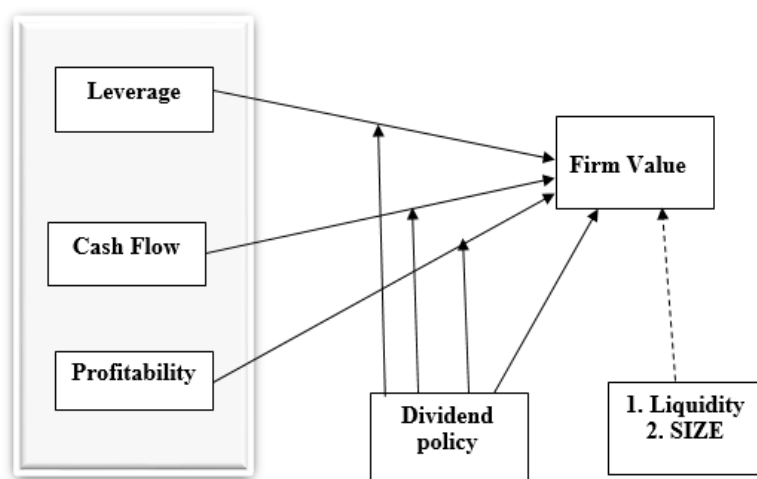 Leverage
Firm Value
Cash Flow
Profitability
Dividend
policy
1. Liquidity
2. SIZE